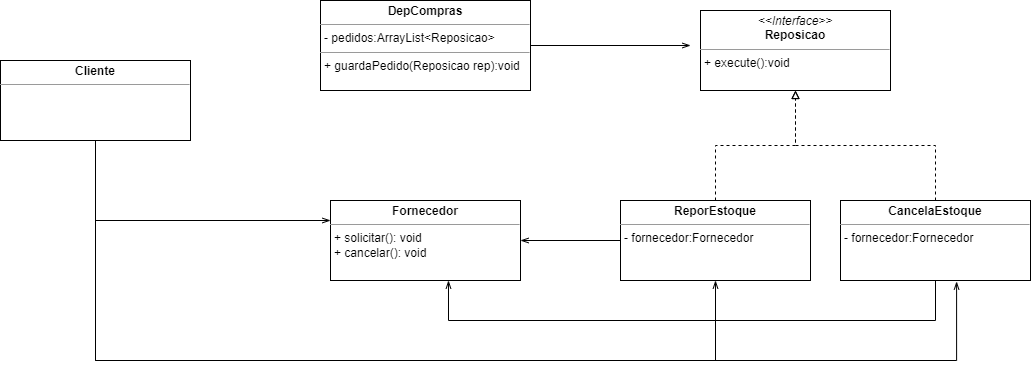 DepCompras
- pedidos:ArrayList<Reposicao>
+ guardaPedido(Reposicao rep):void
<<Interface>>
Reposicao
+ execute():void
Cliente
Fornecedor
+ solicitar(): void
+ cancelar(): void
ReporEstoque
- fornecedor:Fornecedor
CancelaEstoque
- fornecedor:Fornecedor